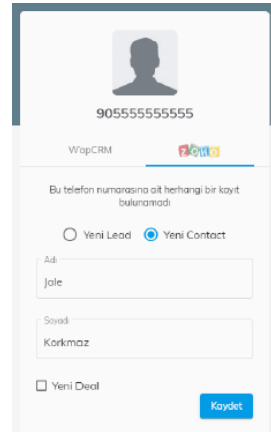 905555555555
WapCRM
ZOHO
Bu telefon numarasına ait herhangi bir kayıt
bulunamadı
Yeni Lead
Yeni Contact
Adı
Jale
Soyadı
Korkmaz
Yeni Deal
Kaydet